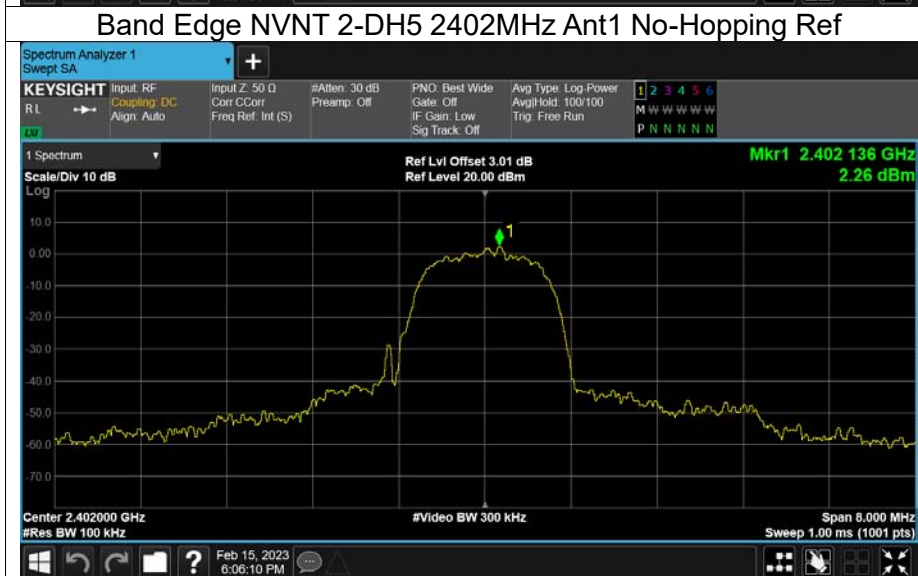 Band Edge NVNT 2-DH5 2402MHz Ant1 No-Hopping Ref
Spectrum Analyzer 1
Swept SA
+
KEYSIGHT Input: RF Input Z: 50 Ω #Atten: 30 dB PNO: Best Wide Avg Type: Log-Power 1 2 3 4 5 6
R L Coupling: DC Corr CCorr Preamp: Off Gate: Off Avg|Hold: 100/100 M W W W W W
Align: Auto Freq Ref: Int (S) IF Gain: Low Trig: Free Run
Sig Track: Off P N N N N N
1 Spectrum
Ref Lvl Offset 3.01 dB
Mkr1 2.402 136 GHz
Scale/Div 10 dB
Ref Level 20.00 dBm
2.26 dBm
Log
10.0
1
0.00
-10.0
-20.0
-30.0
-40.0
-50.0
-60.0
-70.0
Center 2.402000 GHz #Video BW 300 kHz Span 8.000 MHz
#Res BW 100 kHz Sweep 1.00 ms (1001 pts)
? Feb 15, 2023
6:06:10 PM